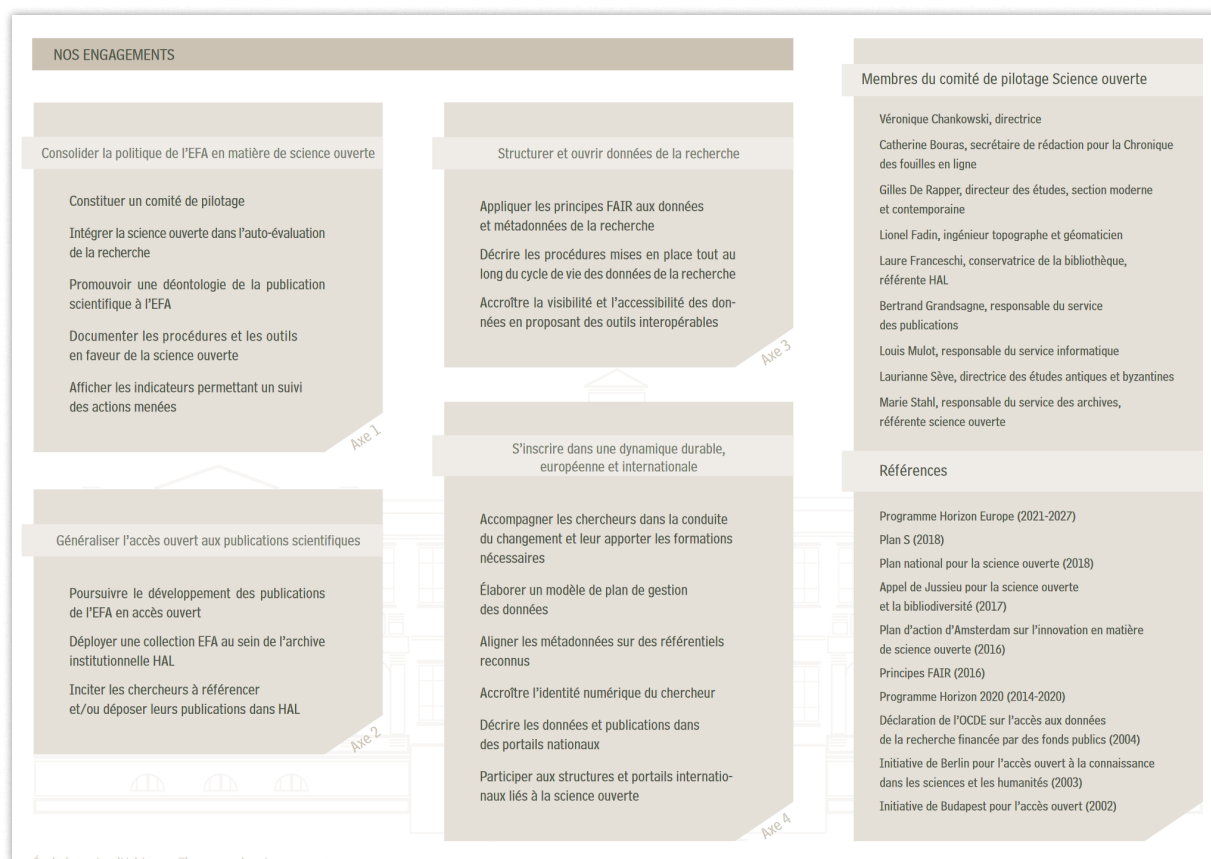 NOS ENGAGEMENTS
Consolider la politique de l'EFA en matière de science ouverte
Constituer un comité de pilotage
Intégrer la science ouverte dans l'auto-évaluation
de la recherche
Promouvoir une déontologie de la publication
scientifique à l'EFA
Documenter les procédures et les outils
en faveur de la science ouverte
Afficher les indicateurs permettant un suivi
des actions menées
Axe 1
Généraliser l'accès ouvert aux publications scientifiques
Poursuivre le développement des publications
de l'EFA en accès ouvert
Déployer une collection EFA au sein de l'archive
institutionnelle HAL
Inciter les chercheurs à référencer
et/ou déposer leurs publications dans HAL
Axe 2
Structurer et ouvrir données de la recherche
Appliquer les principes FAIR aux données
et métadonnées de la recherche
Décrire les procédures mises en place tout au
long du cycle de vie des données de la recherche
Accroître la visibilité et l'accessibilité des don-
nées en proposant des outils interopérables
Axe 3
S'inscrire dans une dynamique durable,
européenne et internationale
Accompagner les chercheurs dans la conduite
du changement et leur apporter les formations
nécessaires
Élaborer un modèle de plan de gestion
des données
Aligner les métadonnées sur des référentiels
reconnus
Accroître l'identité numérique du chercheur
Décrire les données et publications dans
des portails nationaux
Participer aux structures et portails internatio-
naux liés à la science ouverte
Axe 4
Membres du comité de pilotage Science ouverte
Véronique Chankowski, directrice
Catherine Bouras, secrétaire de rédaction pour la Chronique
des fouilles en ligne
Gilles De Rapper, directeur des études, section moderne
et contemporaine
Lionel Fadin, ingénieur topographe et géomaticien
Laure Franceschi, conservatrice de la bibliothèque,
référente HAL
Bertrand Grandsagne, responsable du service
des publications
Louis Mulot, responsable du service informatique
Laurianne Sève, directrice des études antiques et byzantines
Marie Stahl, responsable du service des archives,
référente science ouverte
Références
Programme Horizon Europe (2021-2027)
Plan S (2018)
Plan national pour la science ouverte (2018)
Appel de Jussieu pour la science ouverte
et la bibliodiversité (2017)
Plan d'action d'Amsterdam sur l'innovation en matière
de science ouverte (2016)
Principes FAIR (2016)
Programme Horizon 2020 (2014-2020)
Déclaration de l'OCDE sur l'accès aux données
de la recherche financée par des fonds publics (2004)
Initiative de Berlin pour l'accès ouvert à la connaissance
dans les sciences et les humanités (2003)
Initiative de Budapest pour l'accès ouvert (2002)